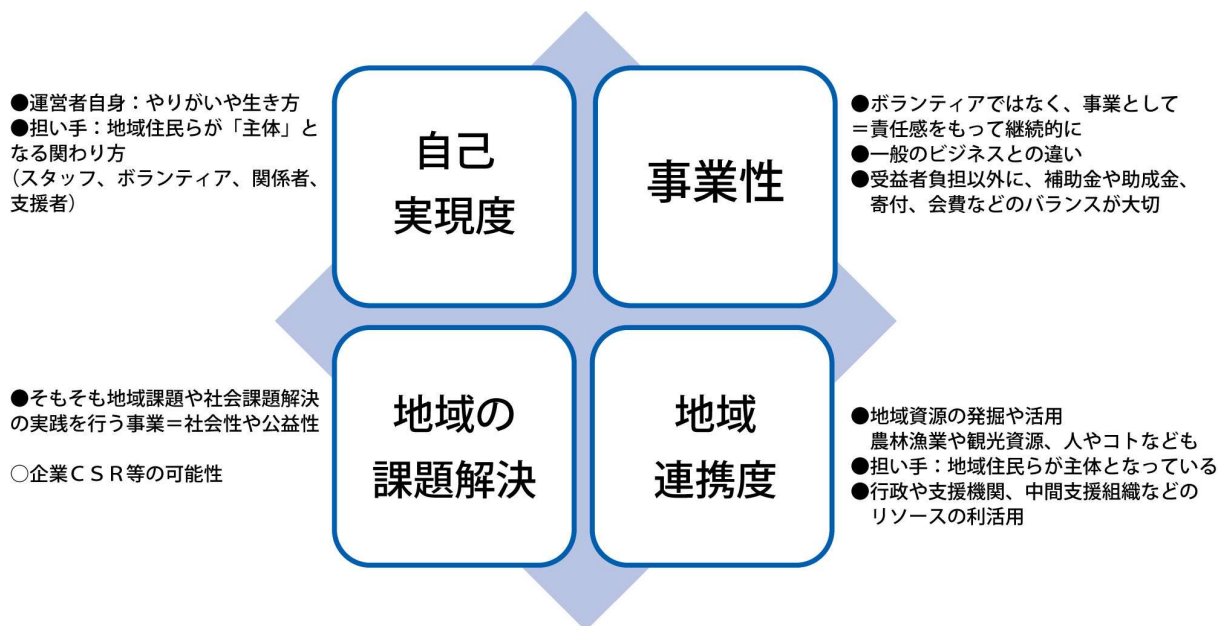 ●運営者自身：やりがいや生き方
●担い手：地域住民らが「主体」と
なる関わり方
（スタッフ、ボランティア、関係者、
支援者）
自己
実現度
事業性
●ボランティアではなく、事業として
＝責任感をもって継続的に
●一般のビジネスとの違い
●受益者負担以外に、補助金や助成金、
寄付、会費などのバランスが大切
●そもそも地域課題や社会課題解決
の実践を行う事業＝社会性や公益性
○企業ＣＳＲ等の可能性
地域の
課題解決
地域
連携度
●地域資源の発掘や活用
農林漁業や観光資源、人やコトなども
●担い手：地域住民らが主体となっている
●行政や支援機関、中間支援組織などの
リソースの利活用